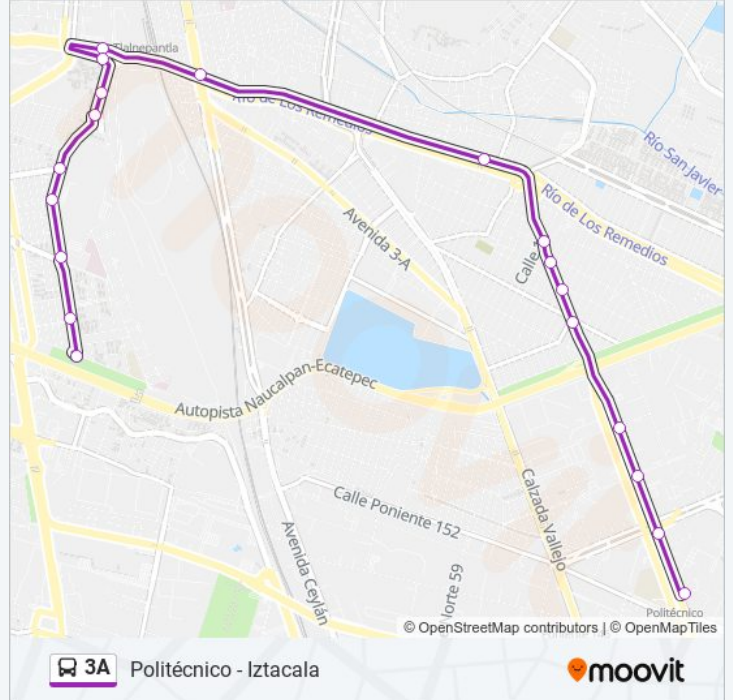 Tlalnepantla
Río de Los Remedios
Río San Javier
Río de Los Remedios
Avenida 3-A
Calle 1
Autopista Naucalpan-Ecatepec
Calle Poniente 152
Calzada Vallejo
Avenida Ceylán
Norte 59
Politécnico
© OpenStreetMap contributors | © OpenMapTiles
3A Politécnico - Iztacala
moovit